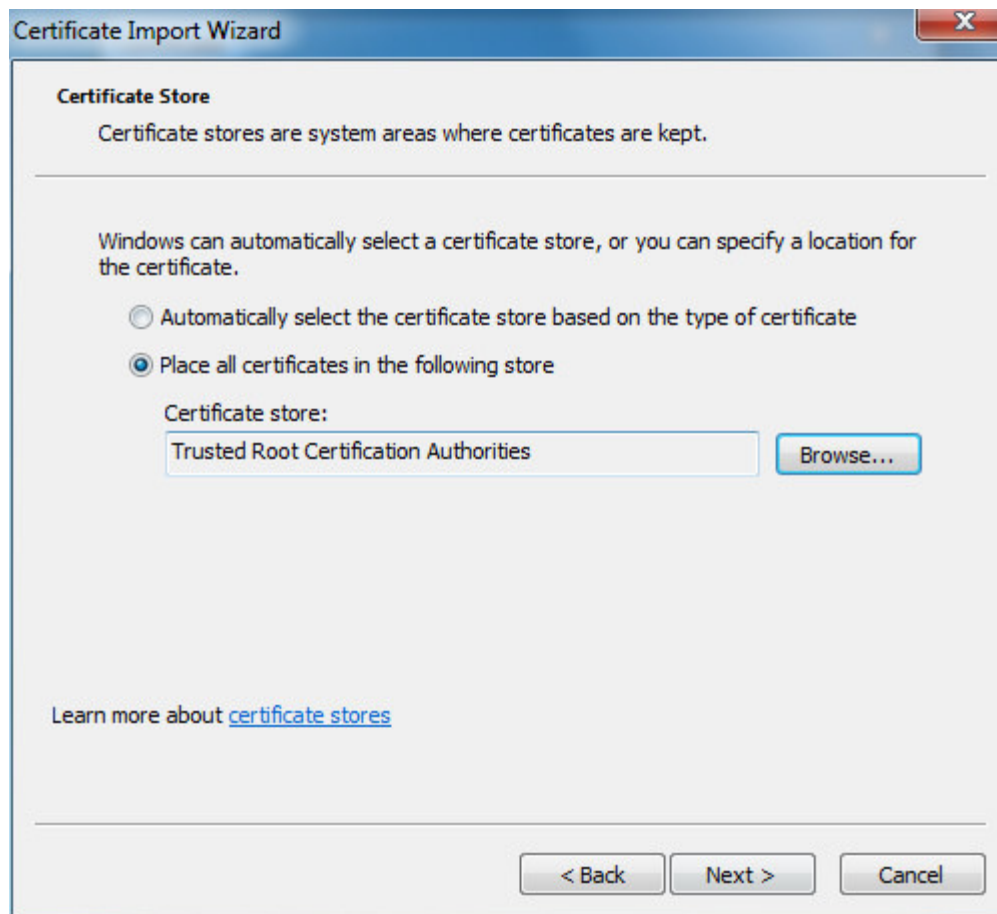 Certificate Import Wizard
Certificate Store
Certificate stores are system areas where certificates are kept.
Windows can automatically select a certificate store, or you can specify a location for
the certificate.
Automatically select the certificate store based on the type of certificate
Place all certificates in the following store
Certificate store:
Trusted Root Certification Authorities
Browse...
Learn more about certificate stores
< Back
Next >
Cancel